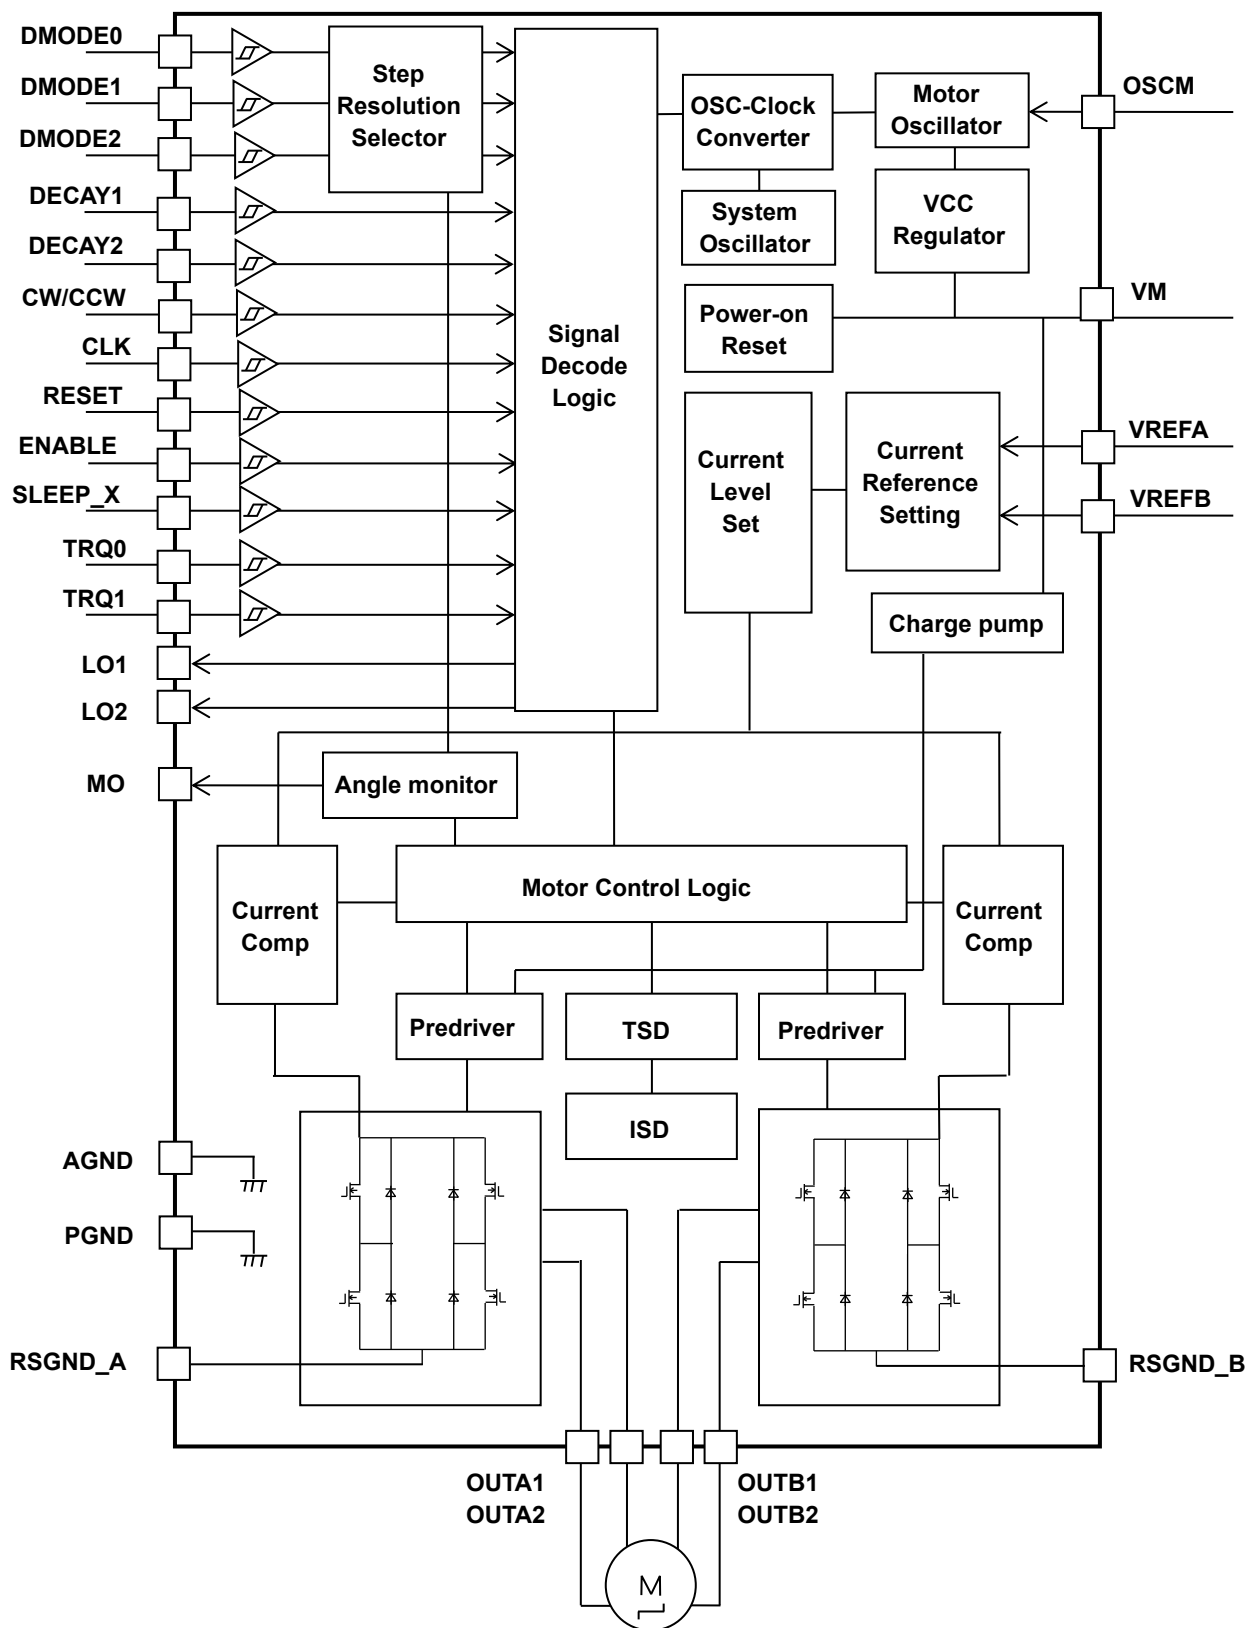 DMODE0
DMODE1
DMODE2
DECAY1
DECAY2
CW/CCW
CLK
RESET
ENABLE
SLEEP_X
TRQ0
TRQ1
LO1
LO2
MO
AGND
PGND
RSGND_A
Step
Resolution
Selector
Signal
Decode
Logic
OSC-Clock
Converter
Motor
Oscillator
System
Oscillator
VCC
Regulator
Power-on
Reset
Current
Level
Set
Current
Reference
Setting
Charge pump
OSCM
VM
VREFA
VREFB
Angle monitor
Motor Control Logic
Current
Comp
Current
Comp
Predriver
TSD
Predriver
ISD
RSGND_B
OUTA1
OUTA2
OUTB1
OUTB2
M